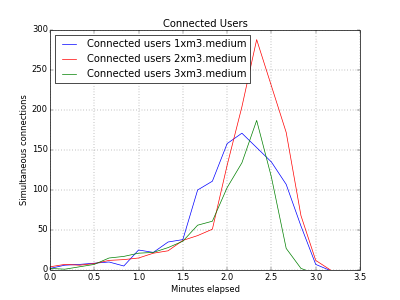 Connected Users
300
Connected users 1xm3.medium
Connected users 2xm3.medium
Connected users 3xm3.medium
250
200
150
100
50
0
Simultaneous connections
0.0 0.5 1.0 1.5 2.0 2.5 3.0 3.5
Minutes elapsed